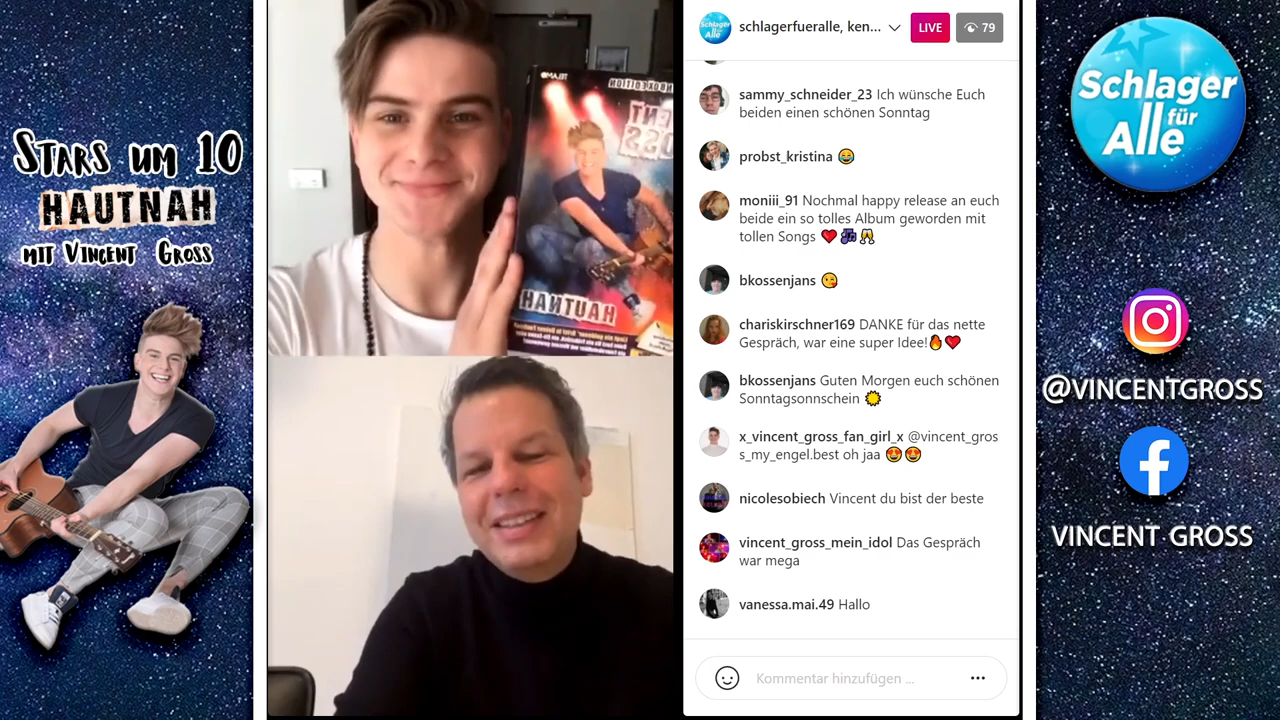 STARS UM 10
HAUTNAH
MIT VINCENT GROSS
TELAMO
HAUTNAH
schlagerfueralle, ken...
LIVE
79
sammy_schneider_23 Ich wünsche Euch
beiden einen schönen Sonntag
probst_kristina 😂
moniii_91 Nochmal happy release an euch
beide ein so tolles Album geworden mit
tollen Songs ❤️🎶🥂
bkossenjans 😘
chariskirschner169 DANKE für das nette
Gespräch, war eine super Idee!🔥❤️
bkossenjans Guten Morgen euch schönen
Sonntagsonnschein ☀️
x_vincent_gross_fan_girl_x @vincent_gros
s_my_engel.best oh jaa 😍😍
nicolesobiech Vincent du bist der beste
vincent_gross_mein_idol Das Gespräch
war mega
vanessa.mai.49 Hallo
Kommentar hinzufügen ...
Schlager
für
Alle
@VINCENTGROSS
VINCENT GROSS